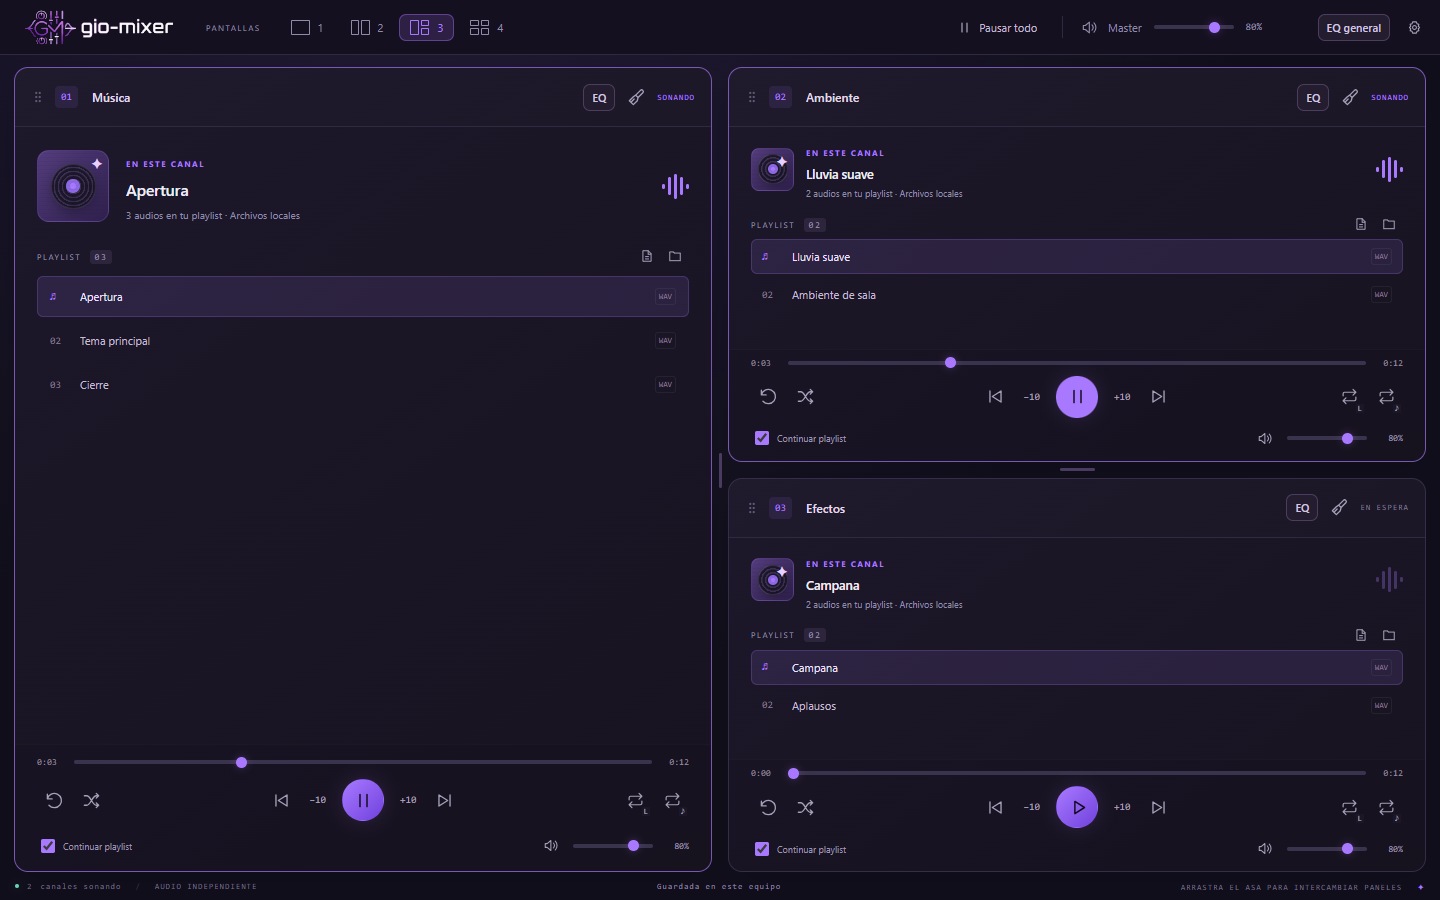 GM gio-mixer PANTALLAS 1 2 3 4 Pausar todo Master 80% EQ general
01 Música EQ SONANDO
EN ESTE CANAL
Apertura
3 audios en tu playlist · Archivos locales
PLAYLIST 03
Apertura WAV
02 Tema principal WAV
03 Cierre WAV
0:03 0:12
-10 +10 L
Continuar playlist 80%
02 Ambiente EQ SONANDO
EN ESTE CANAL
Lluvia suave
2 audios en tu playlist · Archivos locales
PLAYLIST 02
Lluvia suave WAV
02 Ambiente de sala WAV
0:03 0:12
-10 +10 L
Continuar playlist 80%
03 Efectos EQ EN ESPERA
EN ESTE CANAL
Campana
2 audios en tu playlist · Archivos locales
PLAYLIST 02
Campana WAV
02 Aplausos WAV
0:00 0:12
-10 +10 L
Continuar playlist 80%
2 canales sonando / AUDIO INDEPENDIENTE Guardada en este equipo ARRASTRA EL ASA PARA INTERCAMBIAR PANELES